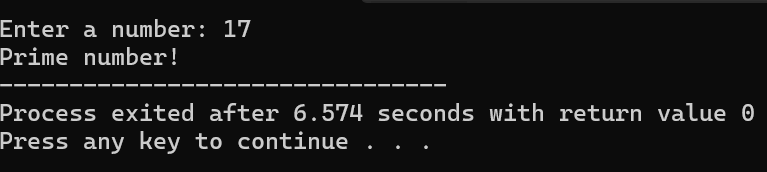 Enter a number: 17
Prime number!
--------------------------------
Process exited after 6.574 seconds with return value 0
Press any key to continue . . .